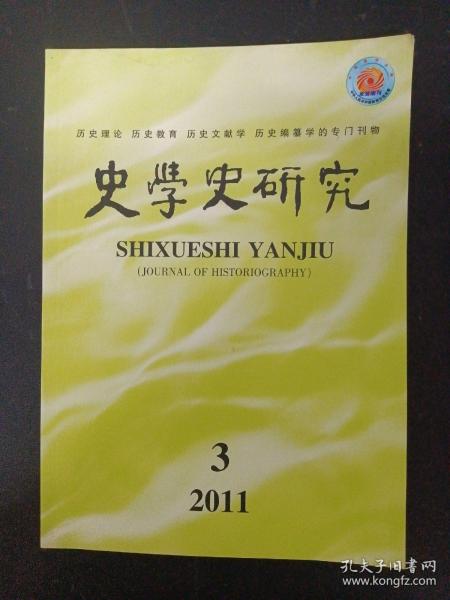 历史理论 历史教育 历史文献学 历史编纂学的专门刊物
史學史研究
SHIXUESHI YANJIU
(JOURNAL OF HISTORIOGRAPHY)
3
2011
孔夫子旧书网
www.kongfz.com